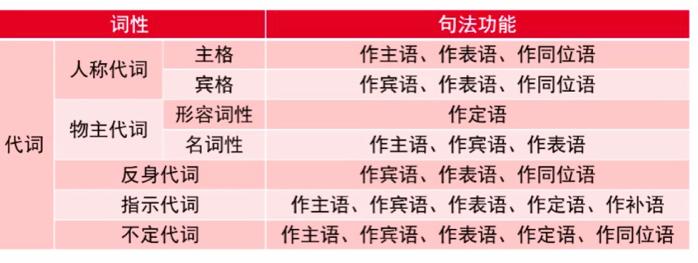 词性 句法功能
人称代词 主格 作主语、作表语、作同位语
宾格 作宾语、作表语、作同位语
代词 物主代词 形容词性 作定语
名词性 作主语、作宾语、作表语
反身代词 作宾语、作表语、作同位语
指示代词 作主语、作宾语、作表语、作定语、作补语
不定代词 作主语、作宾语、作表语、作定语、作同位语